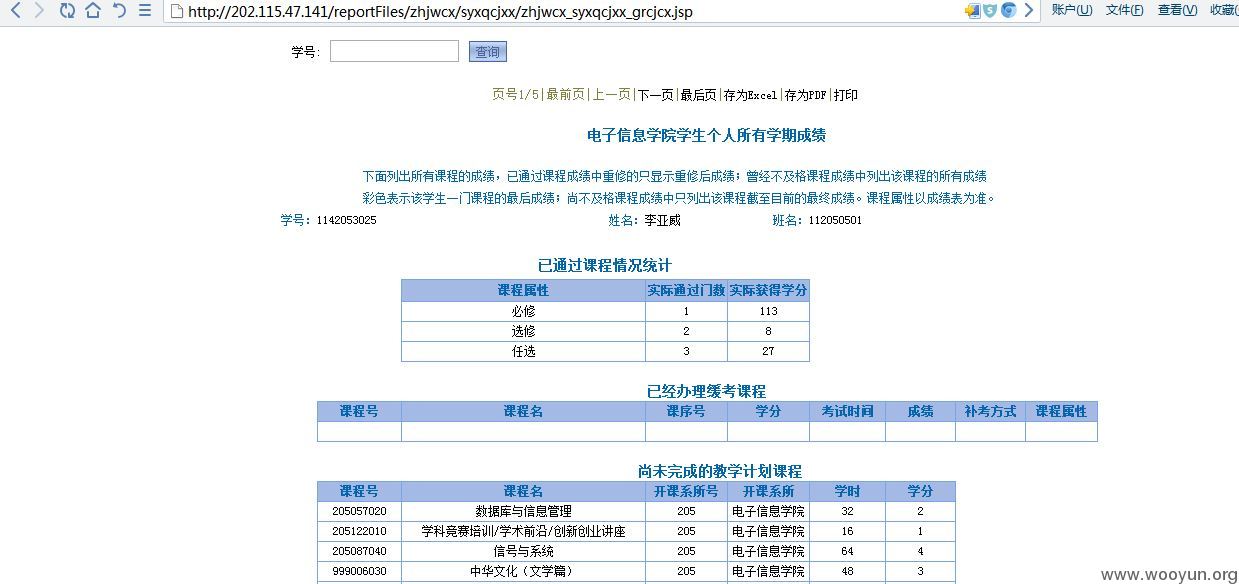 http://202.115.47.141/reportFiles/zhjwcx/syxqcjxx/zhjwcx_syxqcjxx_grcjcx.jsp 账户(U) 文件(F) 查看(V) 收藏(
学号： 查询
页号1/5|最前页|上一页|下一页|最后页|存为Excel|存为PDF|打印
电子信息学院学生个人所有学期成绩
下面列出所有课程的成绩，已通过课程成绩中重修的只显示重修后成绩；曾经不及格课程成绩中列出该课程的所有成绩
彩色表示该学生一门课程的最后成绩；尚不及格课程成绩中只列出该课程截至目前的最终成绩。课程属性以成绩表为准。
学号：1142053025 姓名：李亚威 班名：112050501
已通过课程情况统计
课程属性 实际通过门数 实际获得学分
必修 1 113
选修 2 8
任选 3 27
已经办理缓考课程
课程号 课程名 课序号 学分 考试时间 成绩 补考方式 课程属性
尚未完成的教学计划课程
课程号 课程名 开课系所号 开课系所 学时 学分
205057020 数据库与信息管理 205 电子信息学院 32 2
205122010 学科竞赛培训/学术前沿/创新创业讲座 205 电子信息学院 16 1
205087040 信号与系统 205 电子信息学院 64 4
999006030 中华文化（文学篇） 205 电子信息学院 48 3
www.wooyun.org